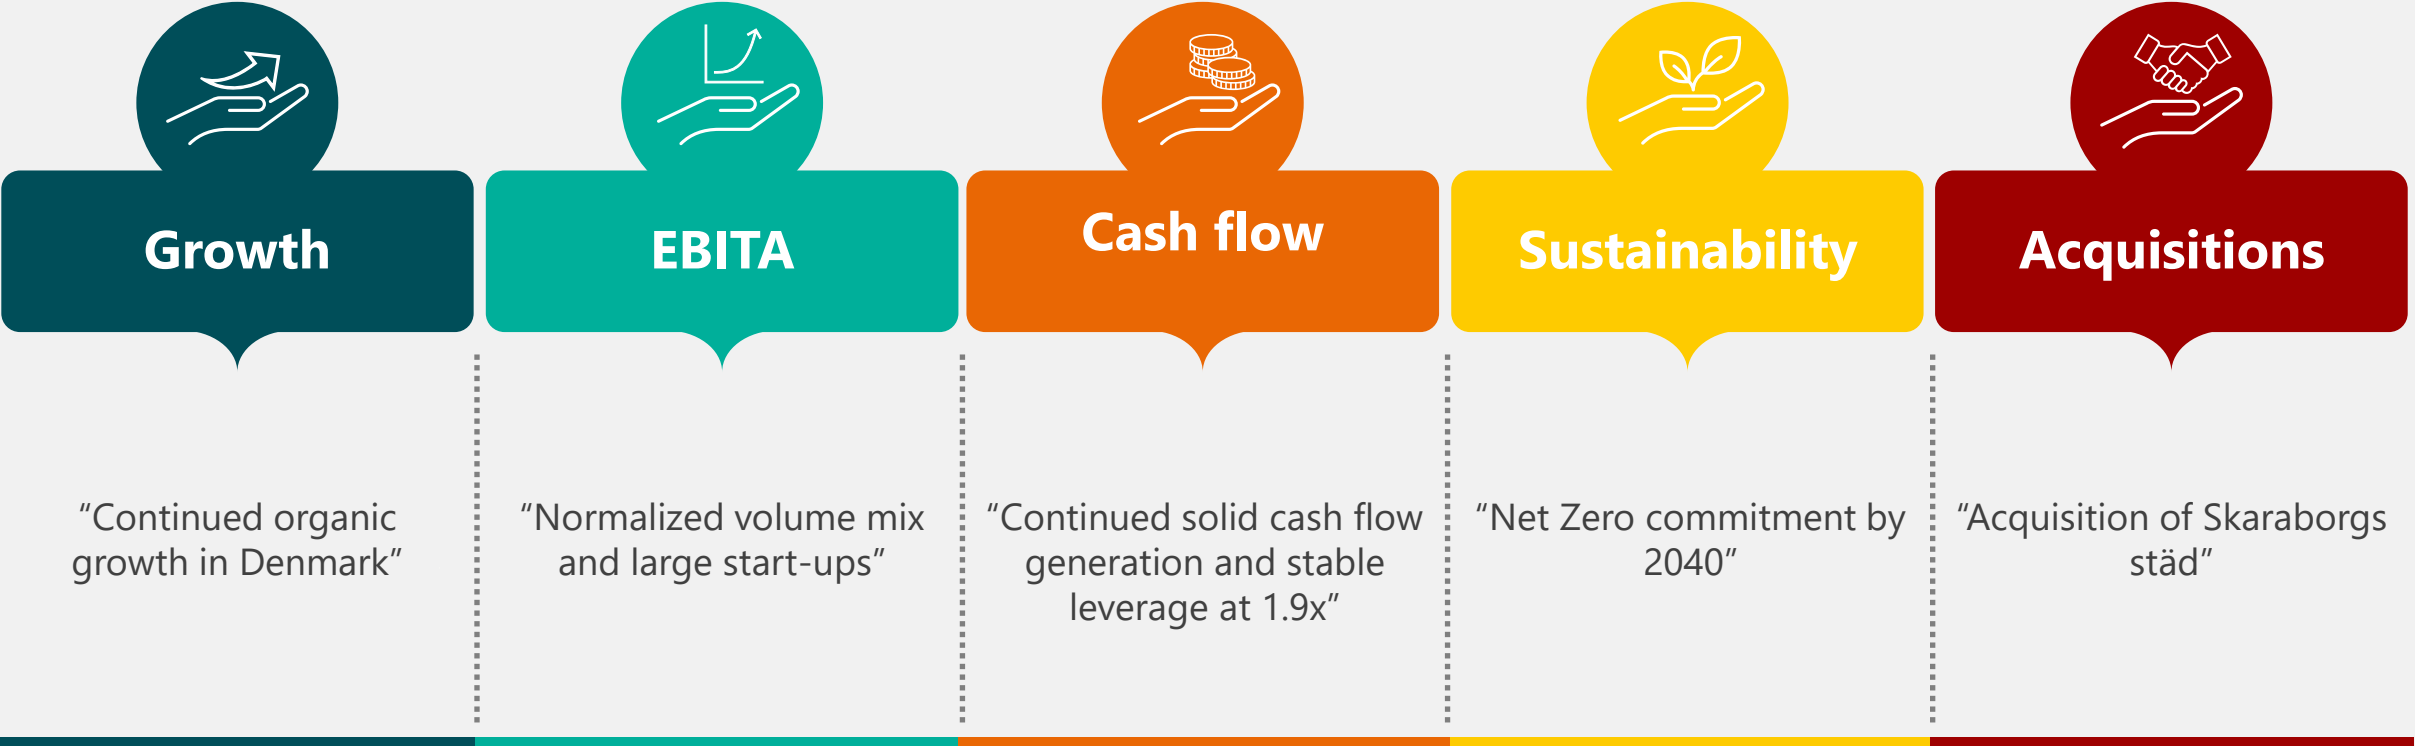 Growth
“Continued organic
growth in Denmark”
EBITA
“Normalized volume mix
and large start-ups”
Cash flow
“Continued solid cash flow
generation and stable
leverage at 1.9x”
Sustainability
“Net Zero commitment by
2040”
Acquisitions
“Acquisition of Skaraborgs
städ”